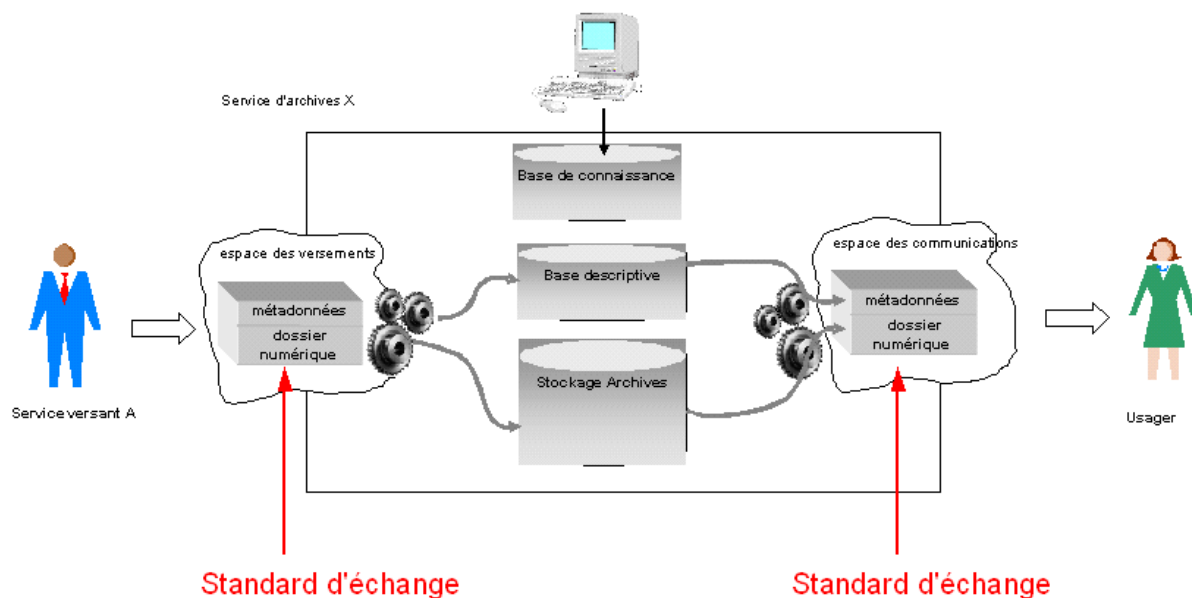 Service d'archives X
Base de connaissance
espace des versements
espace des communications
métadonnées
dossier
numérique
Base descriptive
Stockage Archives
métadonnées
dossier
numérique
Service versant A
Usager
Standard d'échange
Standard d'échange